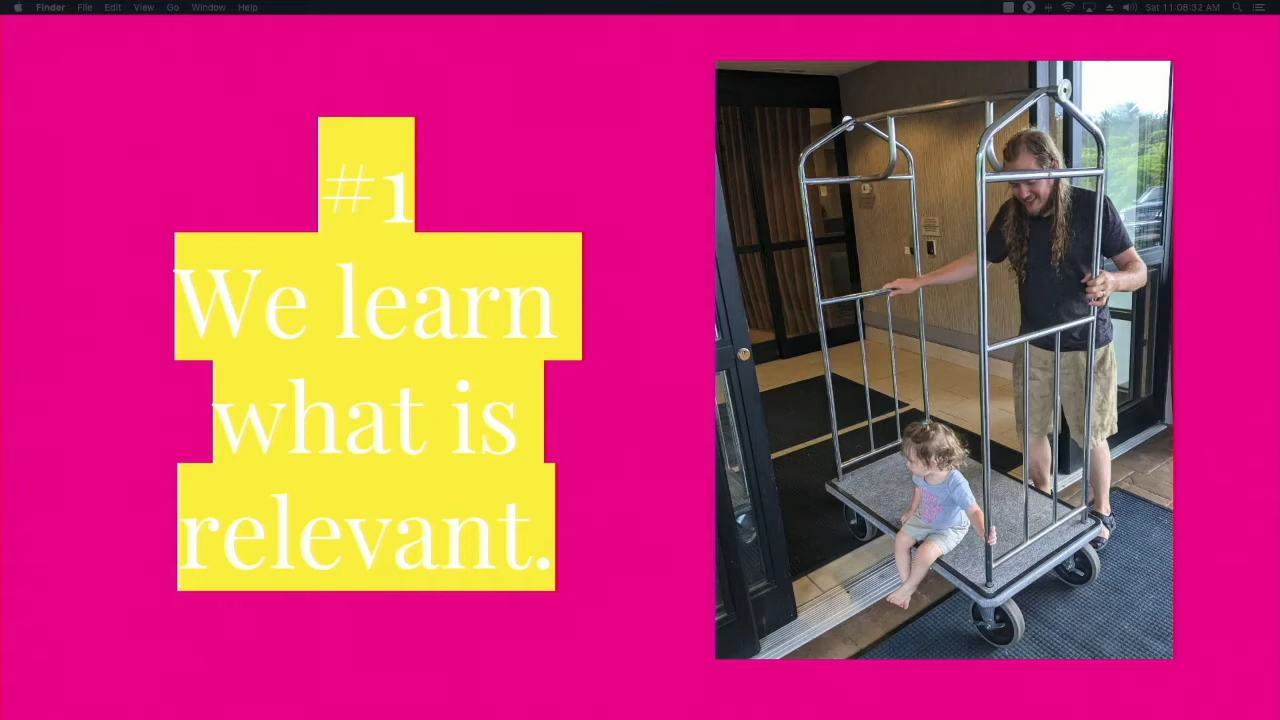 Finder File Edit View Go Window Help
Sat 11:08:32 AM
#1
We learn
what is
relevant.